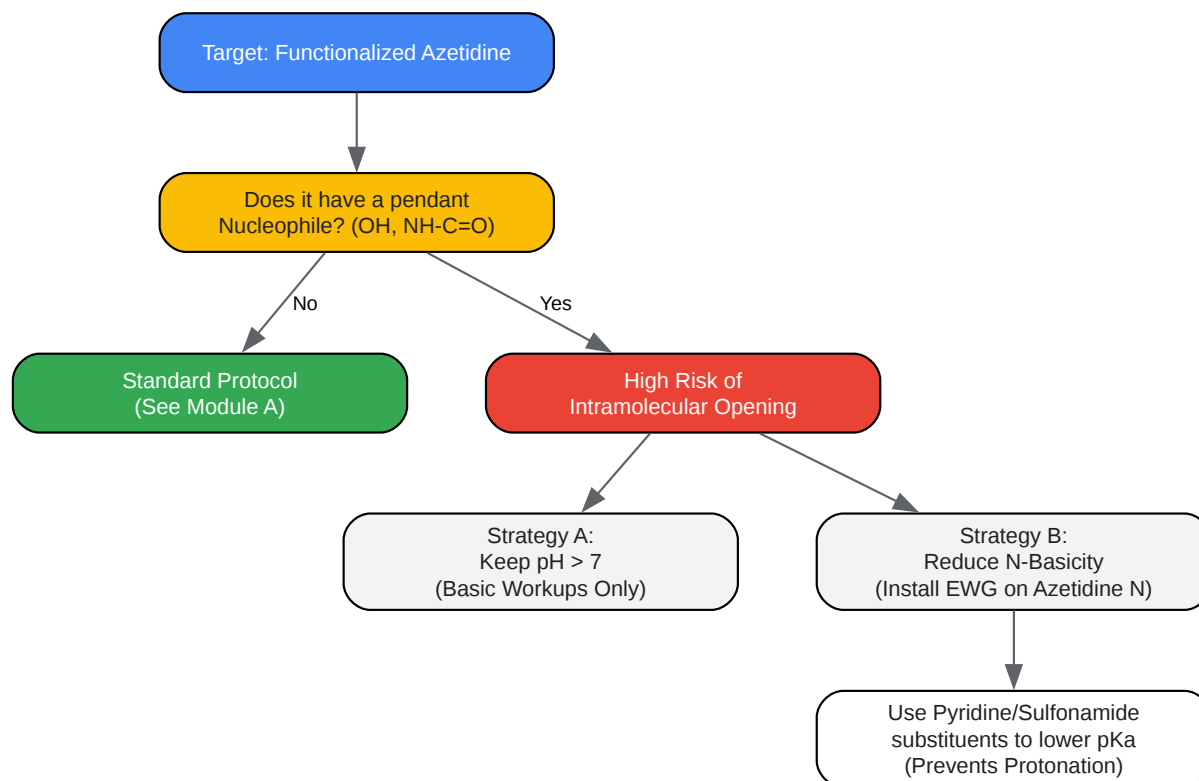 Target: Functionalized Azetidine
Does it have a pendant
Nucleophile? (OH, NH-C=O)
No
Yes
Standard Protocol
(See Module A)
High Risk of
Intramolecular Opening
Strategy A:
Keep pH > 7
(Basic Workups Only)
Strategy B:
Reduce N-Basicity
(Install EWG on Azetidine N)
Use Pyridine/Sulfonamide
substituents to lower pKa
(Prevents Protonation)